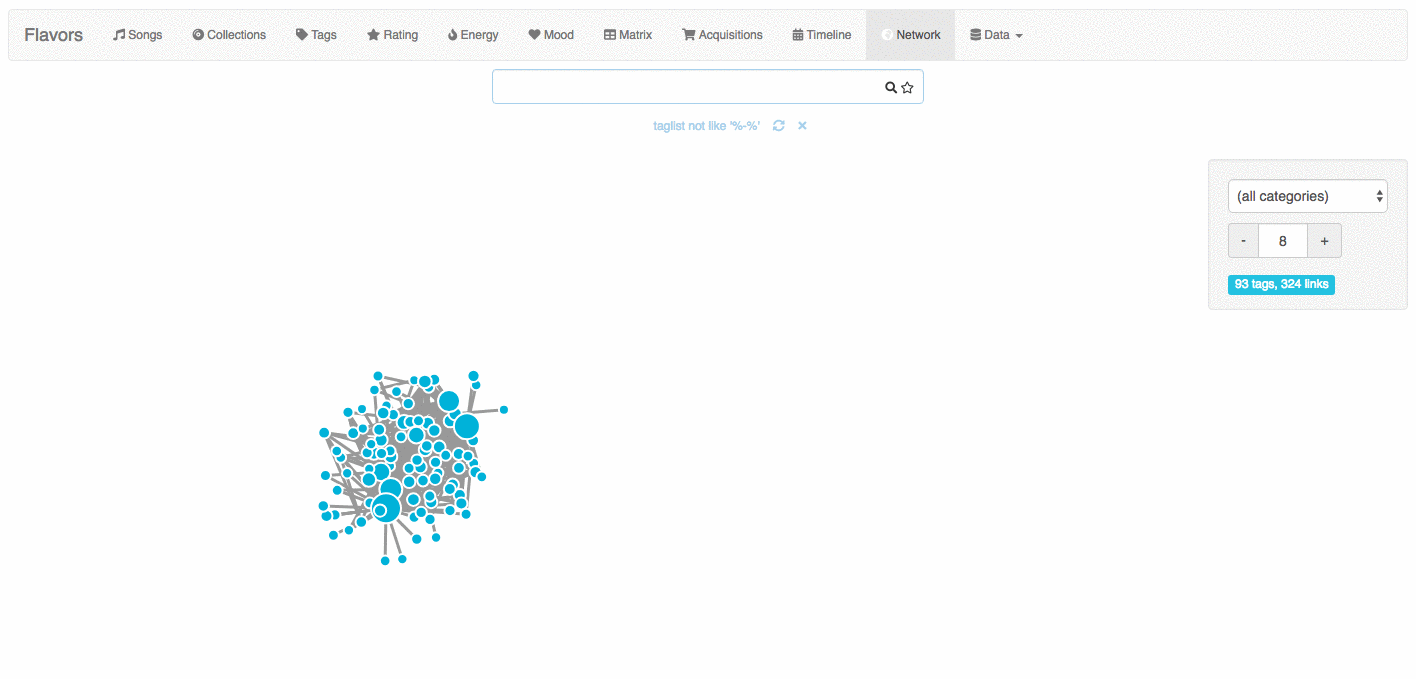 Flavors Songs Collections Tags Rating Energy Mood Matrix Acquisitions Timeline Network Data
taglist not like '%-%'
(all categories)
- 8 +
93 tags, 324 links